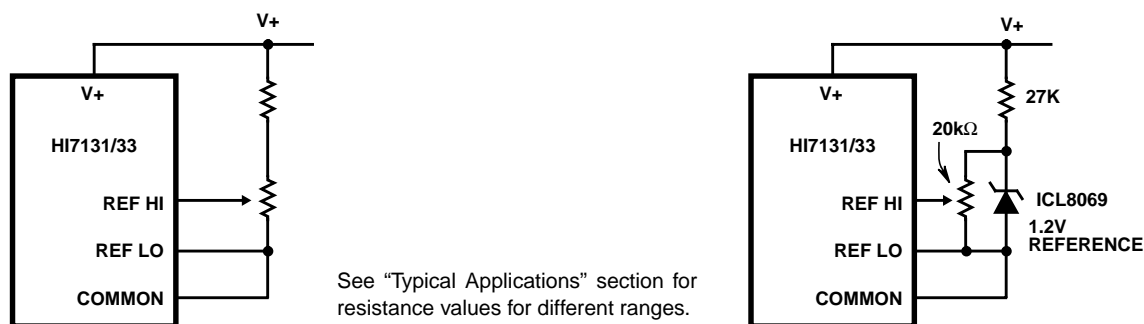 V+
V+
HI7131/33
REF HI
REF LO
COMMON
See “Typical Applications” section for
resistance values for different ranges.
V+
V+
27K
HI7131/33
20kΩ
REF HI
ICL8069
1.2V
REFERENCE
REF LO
COMMON